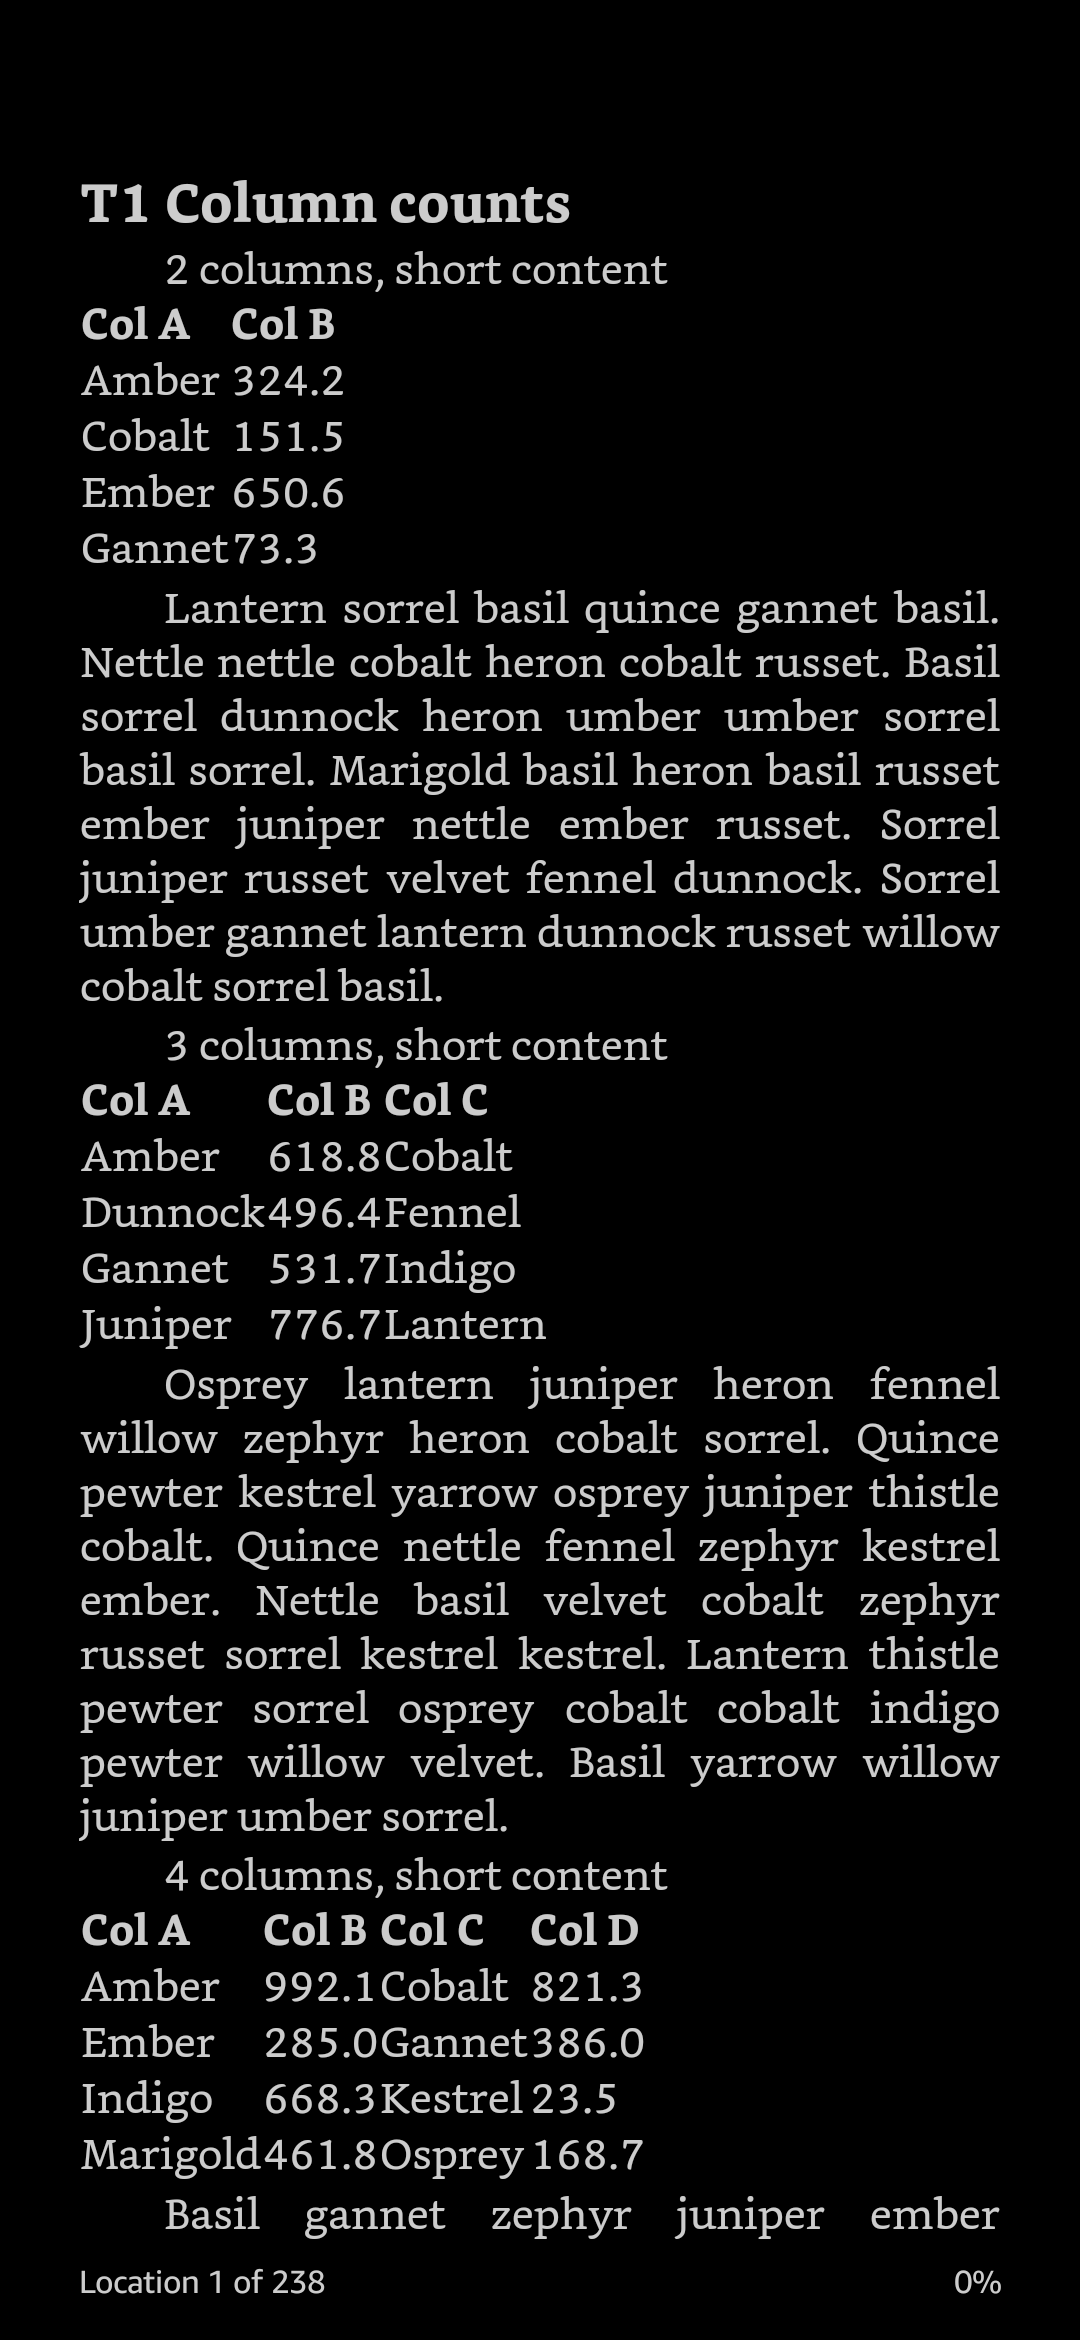 T1 Column counts
2 columns, short content
Col A Col B
Amber 324.2
Cobalt 151.5
Ember 650.6
Gannet 73.3
Lantern sorrel basil quince gannet basil.
Nettle nettle cobalt heron cobalt russet. Basil
sorrel dunnock heron umber umber sorrel
basil sorrel. Marigold basil heron basil russet
ember juniper nettle ember russet. Sorrel
juniper russet velvet fennel dunnock. Sorrel
umber gannet lantern dunnock russet willow
cobalt sorrel basil.
3 columns, short content
Col A Col B Col C
Amber 618.8 Cobalt
Dunnock 496.4 Fennel
Gannet 531.7 Indigo
Juniper 776.7 Lantern
Osprey lantern juniper heron fennel
willow zephyr heron cobalt sorrel. Quince
pewter kestrel yarrow osprey juniper thistle
cobalt. Quince nettle fennel zephyr kestrel
ember. Nettle basil velvet cobalt zephyr
russet sorrel kestrel kestrel. Lantern thistle
pewter sorrel osprey cobalt cobalt indigo
pewter willow velvet. Basil yarrow willow
juniper umber sorrel.
4 columns, short content
Col A Col B Col C Col D
Amber 992.1 Cobalt 821.3
Ember 285.0 Gannet 386.0
Indigo 668.3 Kestrel 23.5
Marigold 461.8 Osprey 168.7
Basil gannet zephyr juniper ember
Location 1 of 238 0%